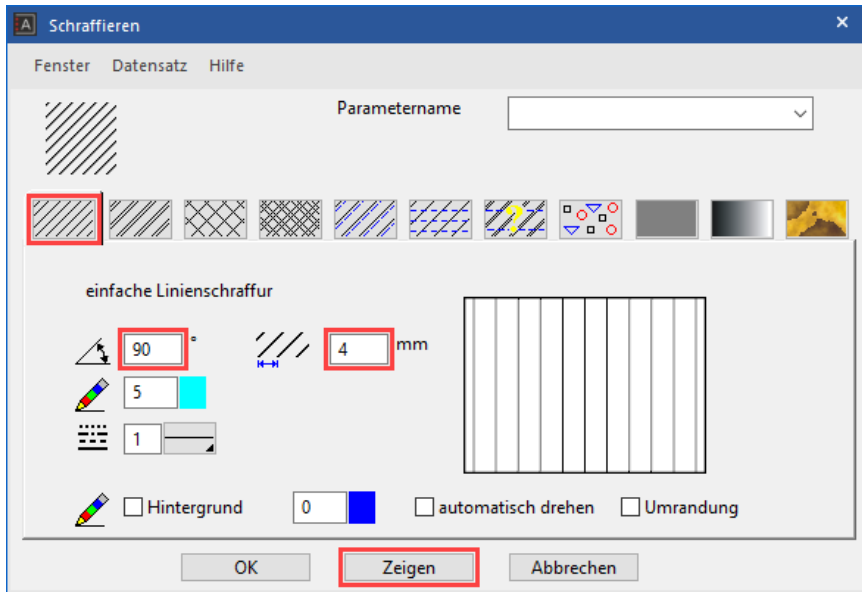 A Schraffieren
Fenster Datensatz Hilfe
Parametername
?
einfache Linienschraffur
90 ° 4 mm
5
1
Hintergrund 0 automatisch drehen Umrandung
OK Zeigen Abbrechen